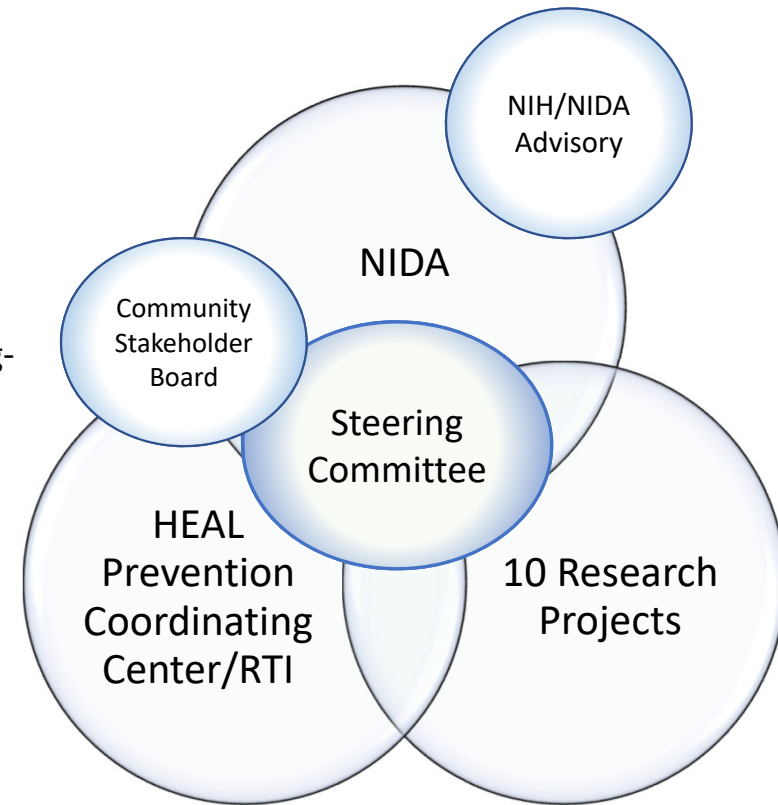 NIH/NIDA
Advisory
NIDA
Community
Stakeholder
Board
g-
Steering
Committee
HEAL
Prevention
Coordinating
Center/RTI
10 Research
Projects